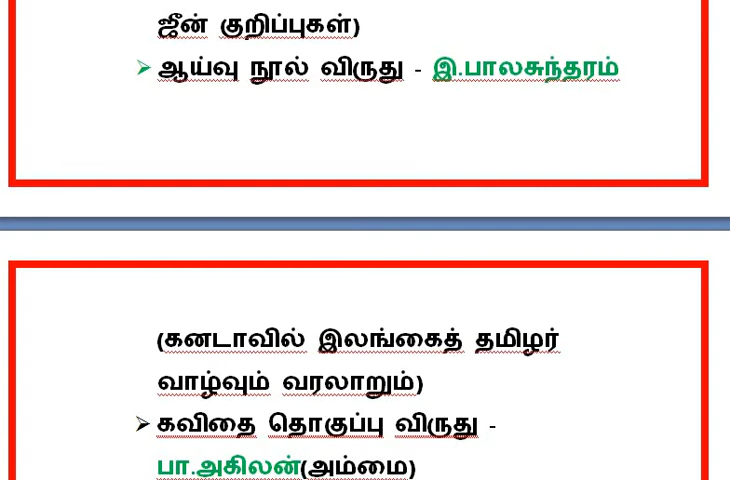 ஜீன் குறிப்புகள்)
ஆய்வு நூல் விருது - இ.பாலசுந்தரம்
(கனடாவில் இலங்கைத் தமிழர்
வாழ்வும் வரலாறும்)
கவிதை தொகுப்பு விருது -
பா.அகிலன்(அம்மை)